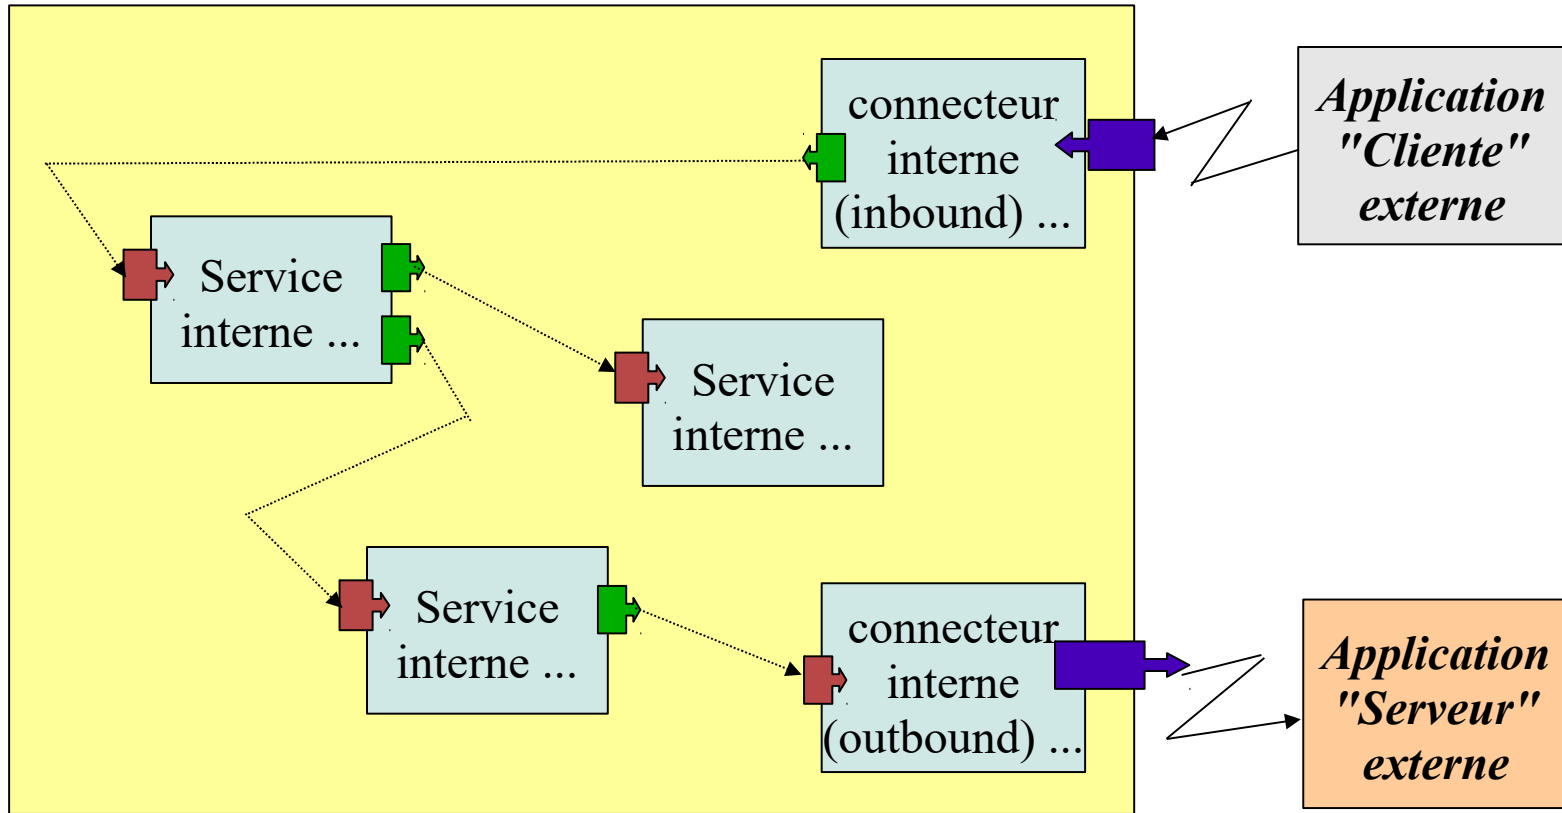 connecteur
interne
(inbound) ...
Application
"Cliente"
externe
Service
interne ...
Service
interne ...
Service
interne ...
connecteur
interne
(outbound) ...
Application
"Serveur"
externe